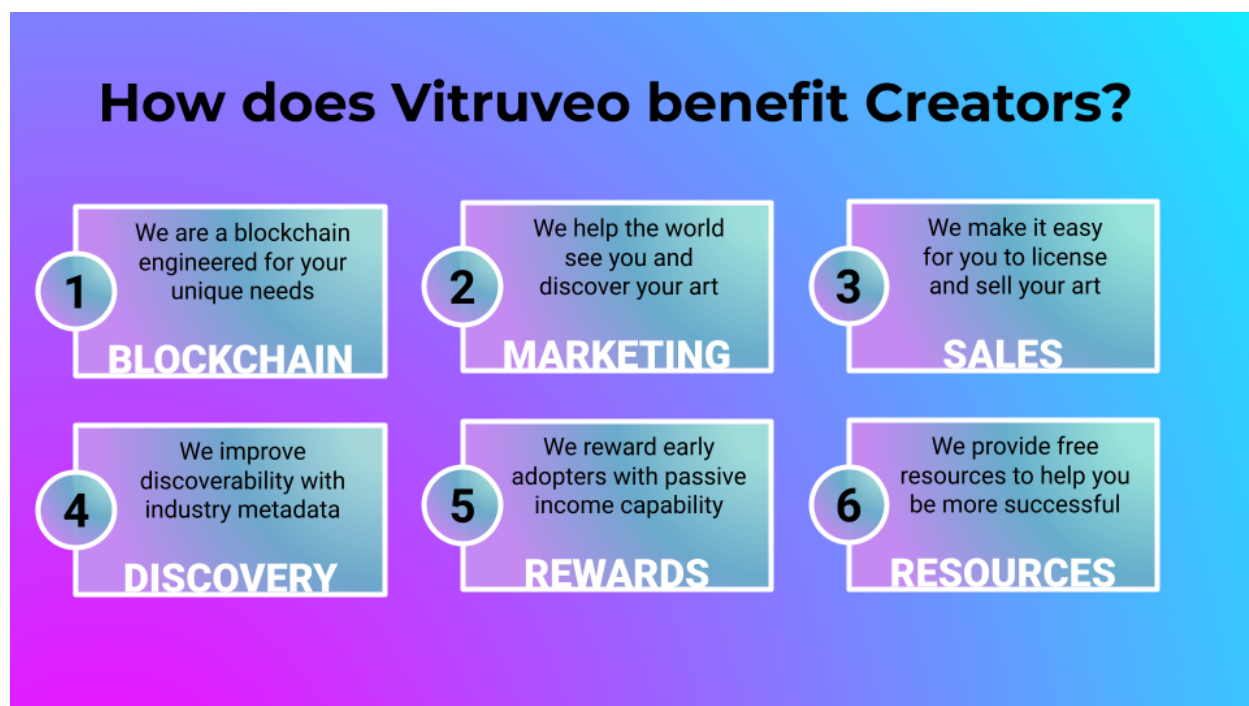 How does Vitruveo benefit Creators?
1
We are a blockchain
engineered for your
unique needs
BLOCKCHAIN
2
We help the world
see you and
discover your art
MARKETING
3
We make it easy
for you to license
and sell your art
SALES
4
We improve
discoverability with
industry metadata
DISCOVERY
5
We reward early
adopters with passive
income capability
REWARDS
6
We provide free
resources to help you
be more successful
RESOURCES